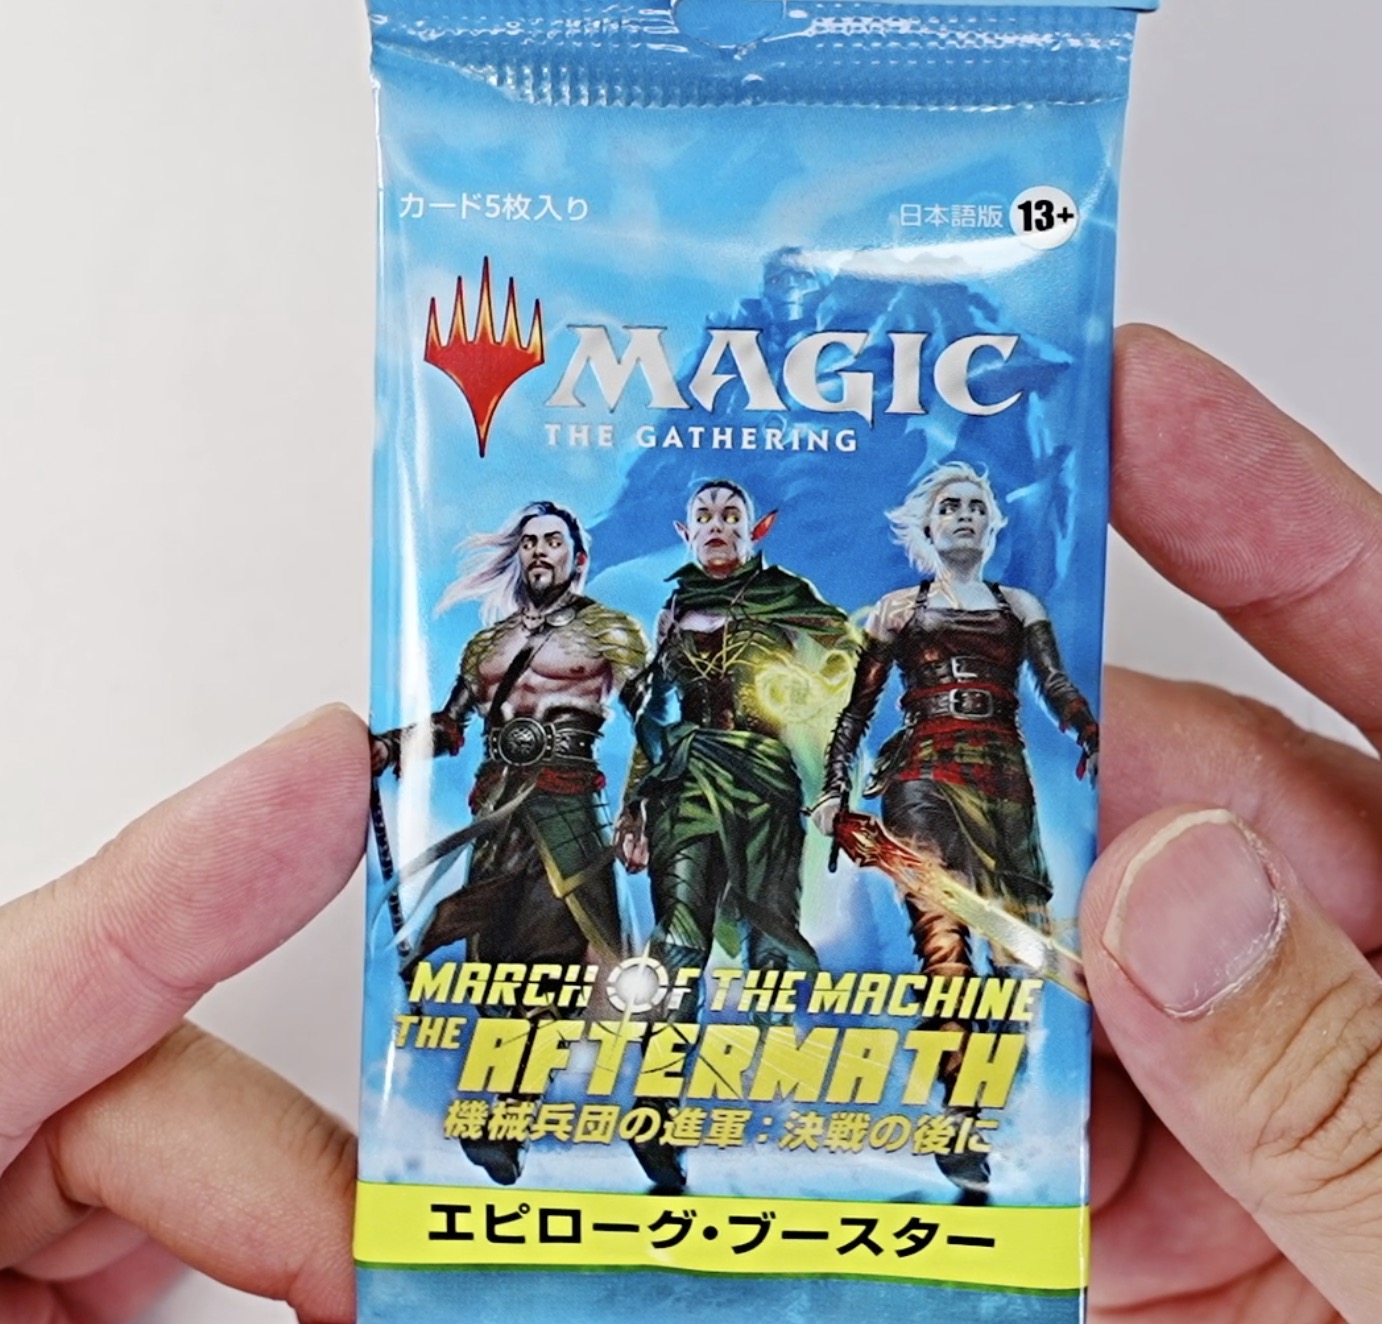 カード5枚入り
日本語版 13+
MAGIC
THE GATHERING
MARCH OF THE MACHINE
THE AFTERMATH
機械兵団の進軍:決戦の後に
エピローグ・ブースター